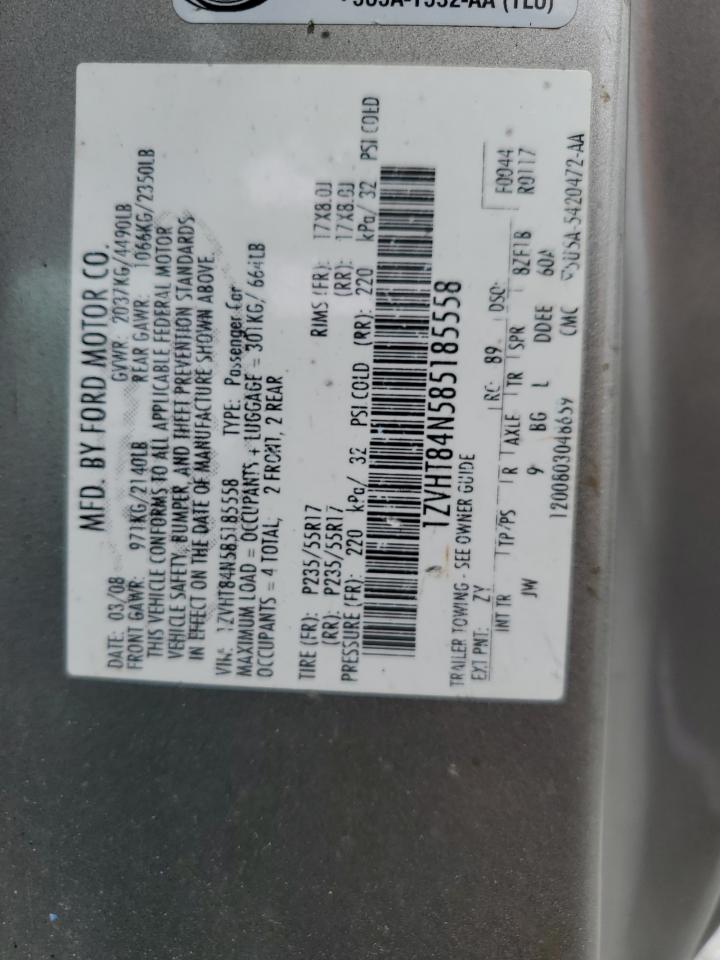 MFD. BY FORD MOTOR CO.
DATE: 03/08 GVWR: 2037KG/4490LB
FRONT GAWR: 971KG/2140LB REAR GAWR: 1066KG/2350LB
THIS VEHICLE CONFORMS TO ALL APPLICABLE FEDERAL MOTOR
VEHICLE SAFETY, BUMPER, AND THEFT PREVENTION STANDARDS
IN EFFECT ON THE DATE OF MANUFACTURE SHOWN ABOVE.
VIN: 1ZVHT84N585185558 TYPE: Passenger Car
MAXIMUM LOAD = OCCUPANTS + LUGGAGE = 301KG/ 664LB
OCCUPANTS = 4 TOTAL, 2 FRONT, 2 REAR
TIRE (FR): P235/55R17 RIMS (FR): 17X8.0J
(RR): P235/55R17 (RR): 17X8.0J
PRESSURE (FR): 220 kPa/ 32 PSI COLD (RR): 220 kPa/ 32 PSI COLD
1ZVHT84N585185558
TRAILER TOWING - SEE OWNER GUIDE
EXT PNT: ZY RC: 89 DSO: F0044
R0117
INT TR TP/PS R AXLE TR SPR BZF1B
JW 9 BG L DDEE 60A
1200803048659 CMC 5U5A-5420472-AA